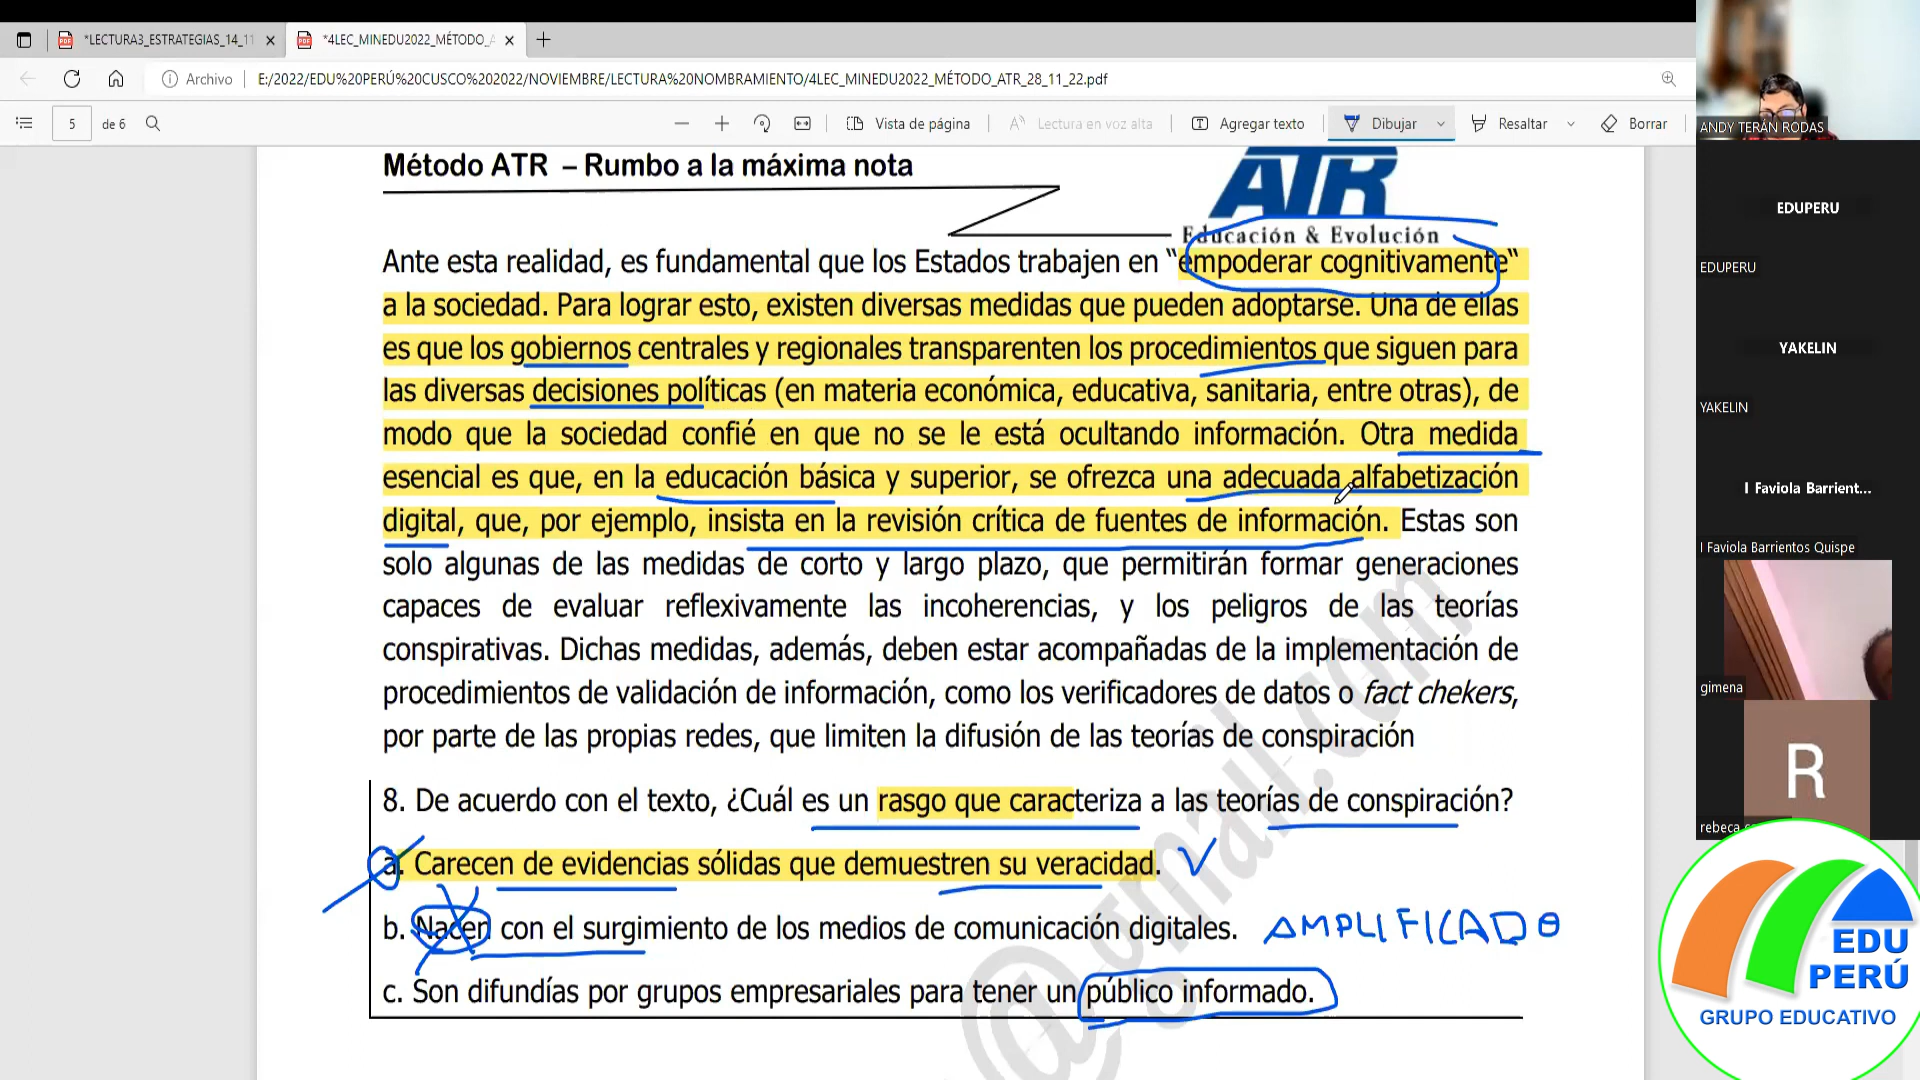 *LECTURA3_ESTRATEGIAS_14_11
*4LEC_MINEDU2022_MÉTODO_A
Archivo
E:/2022/EDU%20PERÚ%20CUSCO%202022/NOVIEMBRE/LECTURA%20NOMBRAMIENTO/4LEC_MINEDU2022_MÉTODO_ATR_28_11_22.pdf
5 de 6
Vista de página
Lectura en voz alta
Agregar texto
Dibujar
Resaltar
Borrar
Método ATR – Rumbo a la máxima nota
ATR
Educación & Evolución
Ante esta realidad, es fundamental que los Estados trabajen en “empoderar cognitivamente“
a la sociedad. Para lograr esto, existen diversas medidas que pueden adoptarse. Una de ellas
es que los gobiernos centrales y regionales transparenten los procedimientos que siguen para
las diversas decisiones políticas (en materia económica, educativa, sanitaria, entre otras), de
modo que la sociedad confié en que no se le está ocultando información. Otra medida
esencial es que, en la educación básica y superior, se ofrezca una adecuada alfabetización
digital, que, por ejemplo, insista en la revisión crítica de fuentes de información. Estas son
solo algunas de las medidas de corto y largo plazo, que permitirán formar generaciones
capaces de evaluar reflexivamente las incoherencias, y los peligros de las teorías
conspirativas. Dichas medidas, además, deben estar acompañadas de la implementación de
procedimientos de validación de información, como los verificadores de datos o fact chekers,
por parte de las propias redes, que limiten la difusión de las teorías de conspiración
8. De acuerdo con el texto, ¿Cuál es un rasgo que caracteriza a las teorías de conspiración?
a. Carecen de evidencias sólidas que demuestren su veracidad.
b. Nacen con el surgimiento de los medios de comunicación digitales. AMPLIFICADO
c. Son difundías por grupos empresariales para tener un público informado.
@gmail.com
ANDY TERÁN RODAS
EDUPERU
EDUPERU
YAKELIN
YAKELIN
I Faviola Barrient...
I Faviola Barrientos Quispe
gimena
R
rebeca
EDU
PERÚ
GRUPO EDUCATIVO